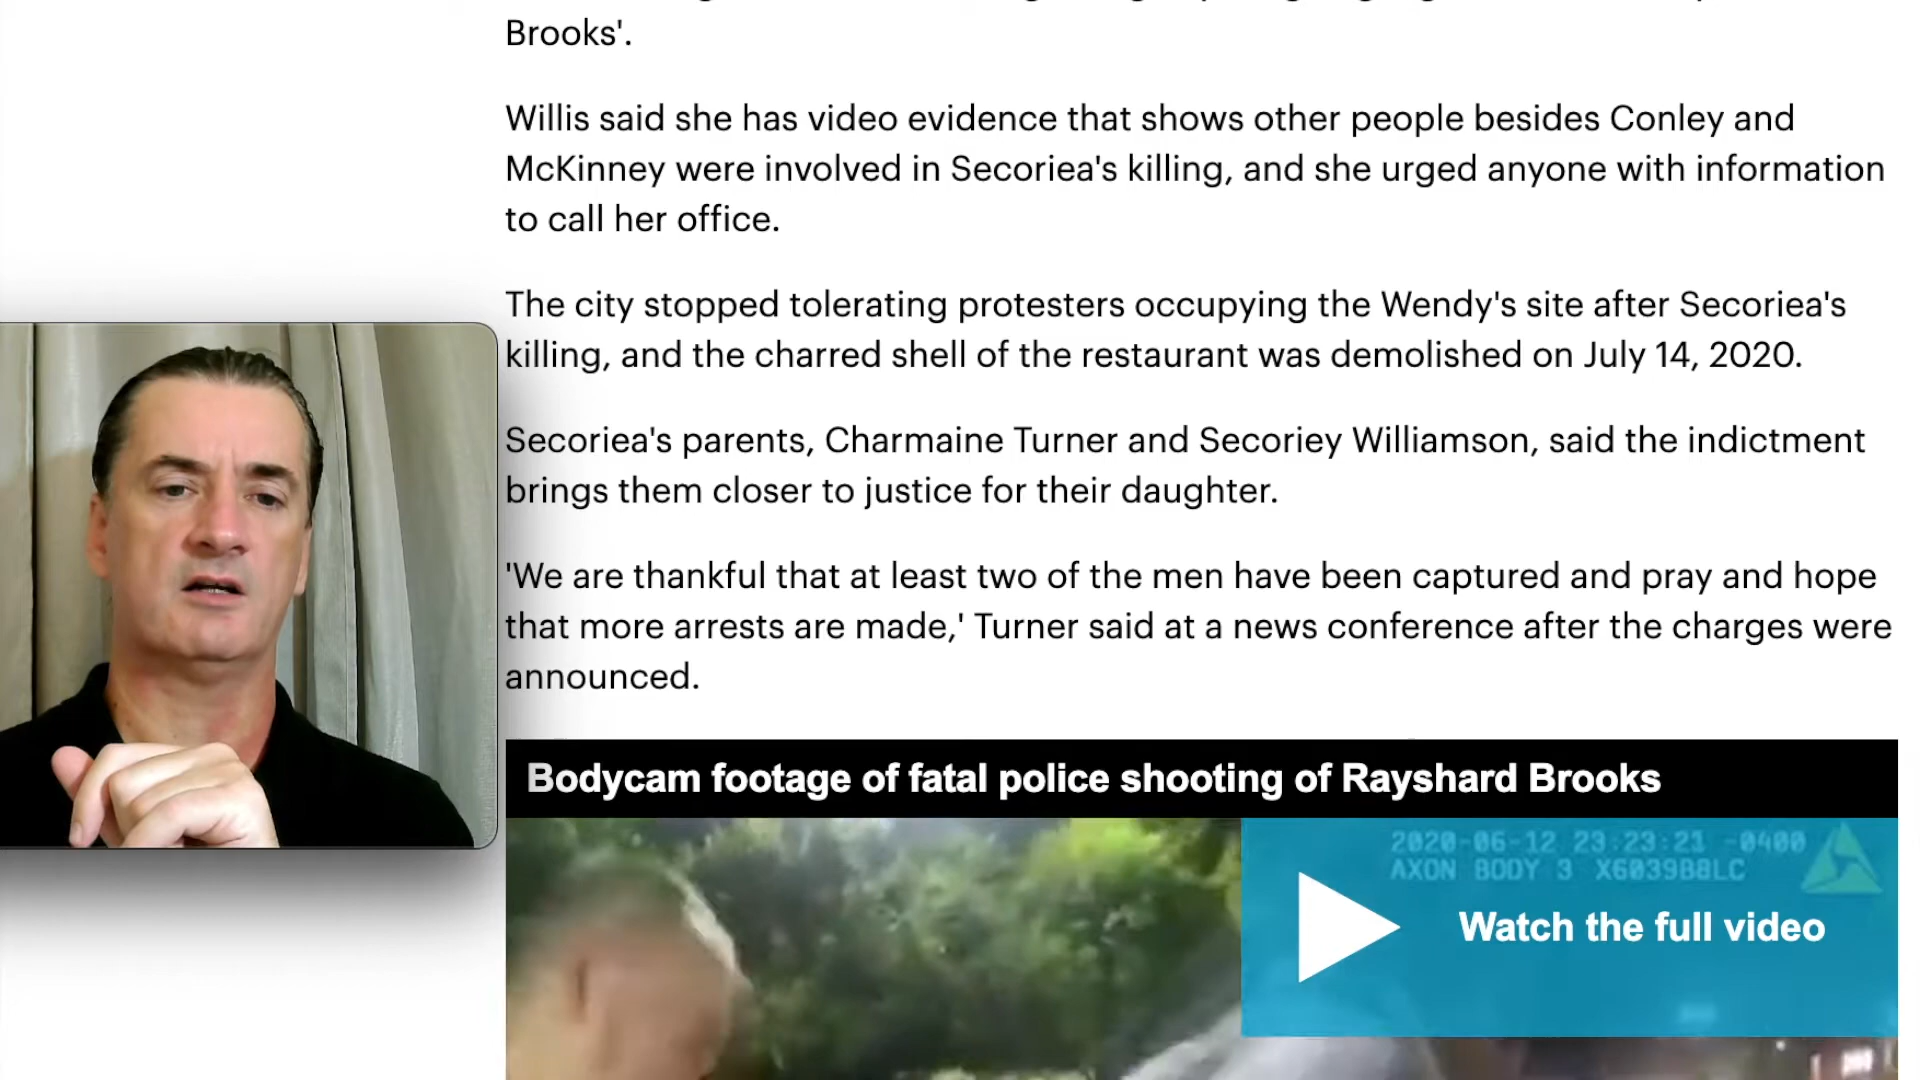 Brooks'.
Willis said she has video evidence that shows other people besides Conley and
McKinney were involved in Secoriea's killing, and she urged anyone with information
to call her office.
The city stopped tolerating protesters occupying the Wendy's site after Secoriea's
killing, and the charred shell of the restaurant was demolished on July 14, 2020.
Secoriea's parents, Charmaine Turner and Secoriey Williamson, said the indictment
brings them closer to justice for their daughter.
'We are thankful that at least two of the men have been captured and pray and hope
that more arrests are made,' Turner said at a news conference after the charges were
announced.
Bodycam footage of fatal police shooting of Rayshard Brooks
2020-06-12 23:23:21 -0400
AXON BODY 3 X6039B8LC
Watch the full video